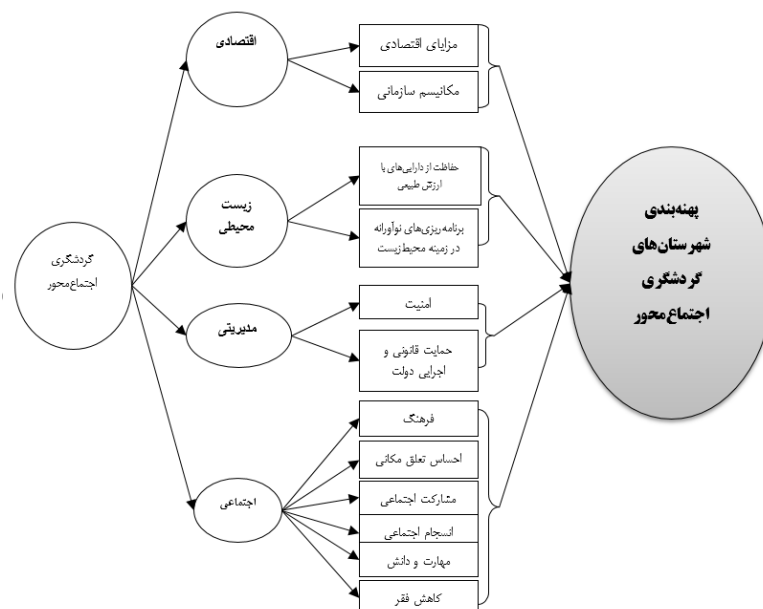 گردشگری
اجتماع‌محور
اقتصادی
مزایای اقتصادی
مکانیسم سازمانی
زیست
محیطی
حفاظت از دارایی‌های با
ارزش طبیعی
برنامه‌ریزی‌های نوآورانه
در زمینه محیط‌زیست
مدیریتی
امنیت
حمایت قانونی و
اجرایی دولت
اجتماعی
فرهنگ
احساس تعلق مکانی
مشارکت اجتماعی
انسجام اجتماعی
مهارت و دانش
کاهش فقر
پهنه‌بندی
شهرستان‌های
گردشگری
اجتماع‌محور